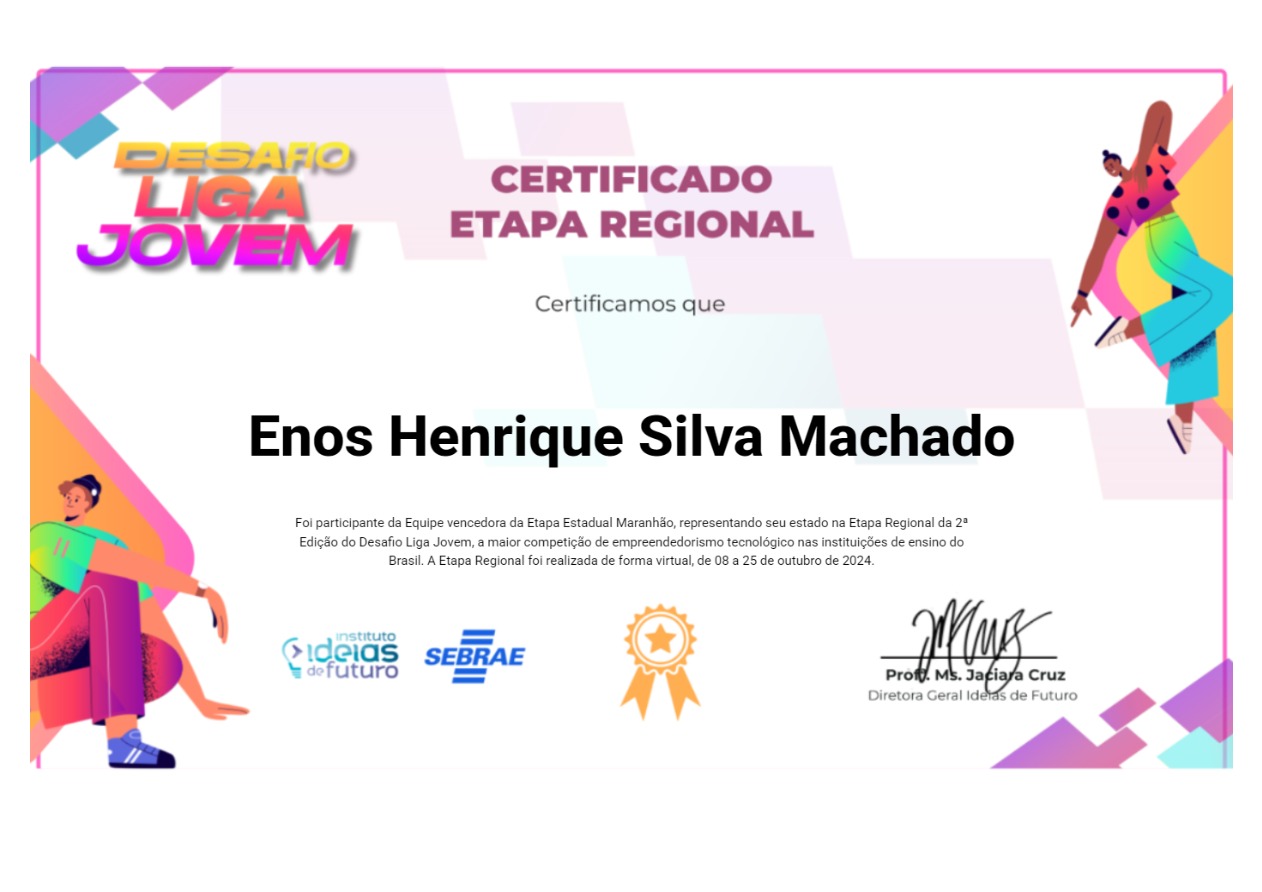 DESAFIO
LIGA
JOVEM
CERTIFICADO
ETAPA REGIONAL
Certificamos que
Enos Henrique Silva Machado
Foi participante da Equipe vencedora da Etapa Estadual Maranhão, representando seu estado na Etapa Regional da 2ª
Edição do Desafio Liga Jovem, a maior competição de empreendedorismo tecnológico nas instituições de ensino do
Brasil. A Etapa Regional foi realizada de forma virtual, de 08 a 25 de outubro de 2024.
instituto
ideias
de futuro
SEBRAE
Profª. Ms. Jaciara Cruz
Diretora Geral Ideias de Futuro